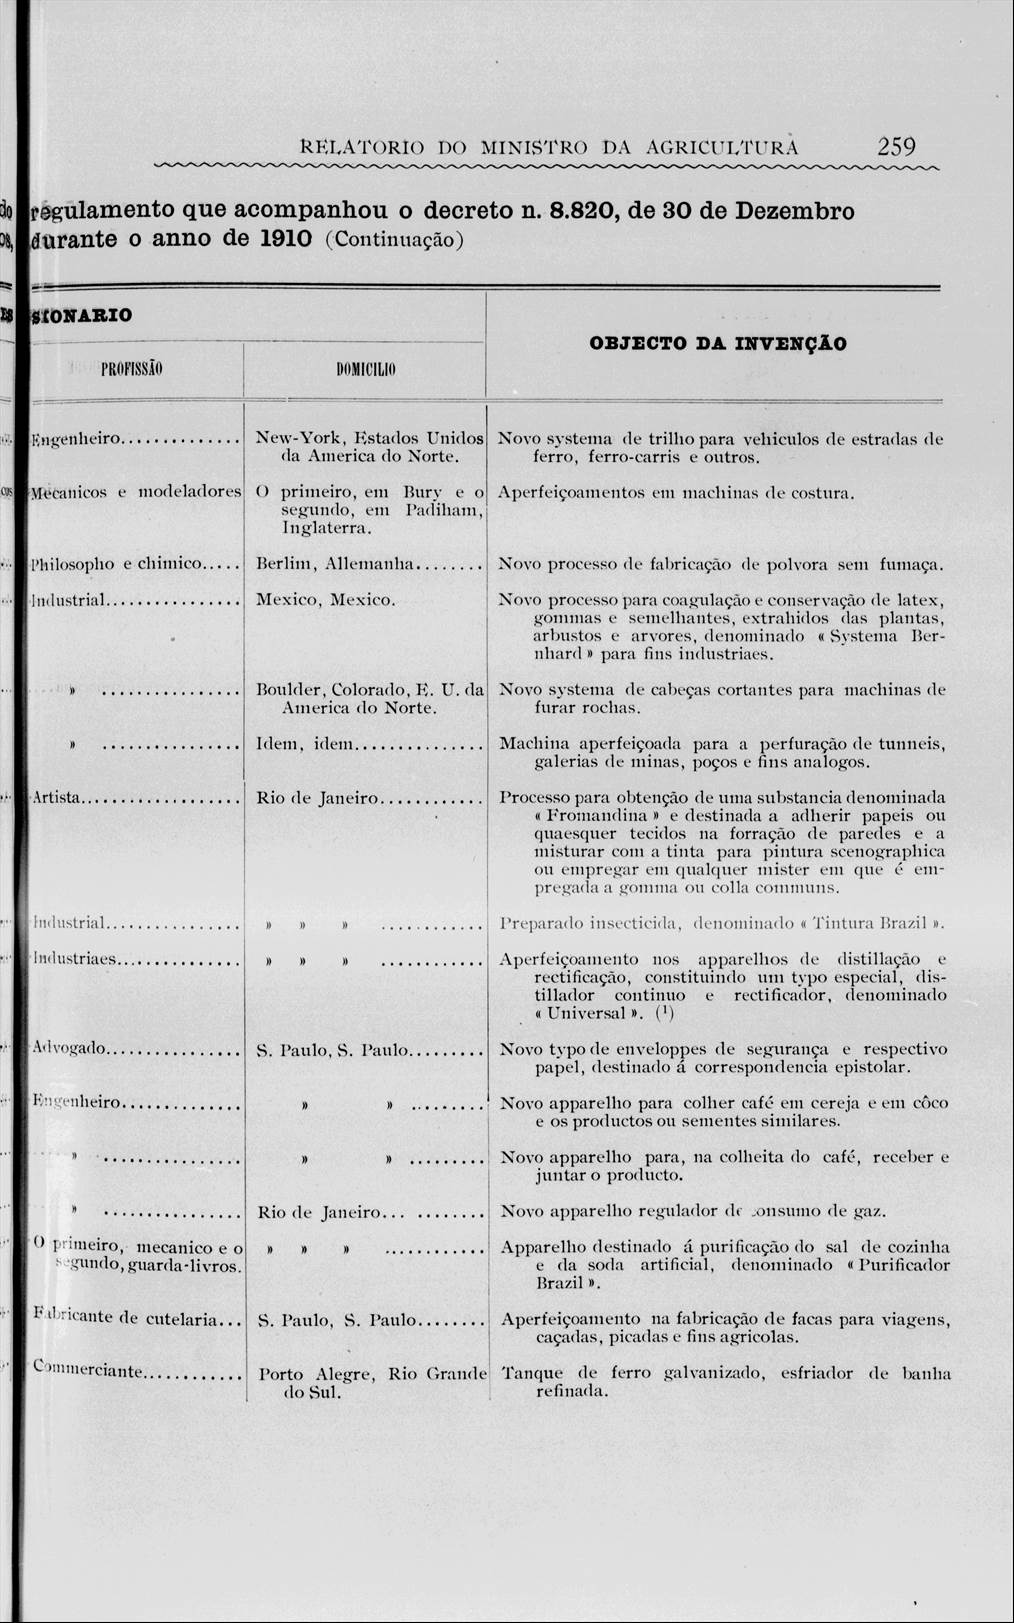 RELATORIO DO MINISTRO DA AGRICULTURA 259
do regulamento que acompanhou o decreto n. 8.820, de 30 de Dezembro
os, durante o anno de 1910 (Continuação)
SIONARIO
OBJECTO DA INVENÇÃO
PROFISSÃO
DOMICILIO
Engenheiro.............. New-York, Estados Unidos Novo systema de trilho para vehiculos de estradas de
da America do Norte. ferro, ferro-carris e outros.
Mecanicos e modeladores O primeiro, em Bury e o Aperfeiçoamentos em machinas de costura.
segundo, em Padiham,
Inglaterra.
Philosopho e chimico..... Berlim, Allemanha........ Novo processo de fabricação de polvora sem fumaça.
Industrial................ Mexico, Mexico. Novo processo para coagulação e conservação de latex,
gommas e semelhantes, extrahidos das plantas,
arbustos e arvores, denominado « Systema Ber-
nhard » para fins industriaes.
» ................ Boulder, Colorado, E. U. da Novo systema de cabeças cortantes para machinas de
America do Norte. furar rochas.
» ................ Idem, idem............... Machina aperfeiçoada para a perfuração de tunneis,
galerias de minas, poços e fins analogos.
Artista................... Rio de Janeiro............ Processo para obtenção de uma substancia denominada
« Fromandina » e destinada a adherir papeis ou
quaesquer tecidos na forração de paredes e a
misturar com a tinta para pintura scenographica
ou empregar em qualquer mister em que é em-
pregada a gomma ou colla communs.
Industrial................ » » » ............ Preparado insecticida, denominado « Tintura Brazil ».
Industriaes............... » » » ............ Aperfeiçoamento nos apparelhos de distillação e
rectificação, constituindo um typo especial, dis-
tillador continuo e rectificador, denominado
« Universal ». (¹)
Advogado................ S. Paulo, S. Paulo......... Novo typo de enveloppes de segurança e respectivo
papel, destinado á correspondencia epistolar.
Engenheiro.............. » » ......... Novo apparelho para colher café em cereja e em côco
e os productos ou sementes similares.
» ................ » » ......... Novo apparelho para, na colheita do café, receber e
juntar o producto.
» ................ Rio de Janeiro... ........ Novo apparelho regulador de consumo de gaz.
O primeiro, mecanico e o » » » ............ Apparelho destinado á purificação do sal de cozinha
segundo, guarda-livros. e da soda artificial, denominado « Purificador
Brazil ».
Fabricante de cutelaria... S. Paulo, S. Paulo........ Aperfeiçoamento na fabricação de facas para viagens,
caçadas, picadas e fins agricolas.
Commerciante............ Porto Alegre, Rio Grande Tanque de ferro galvanizado, esfriador de banha
do Sul. refinada.